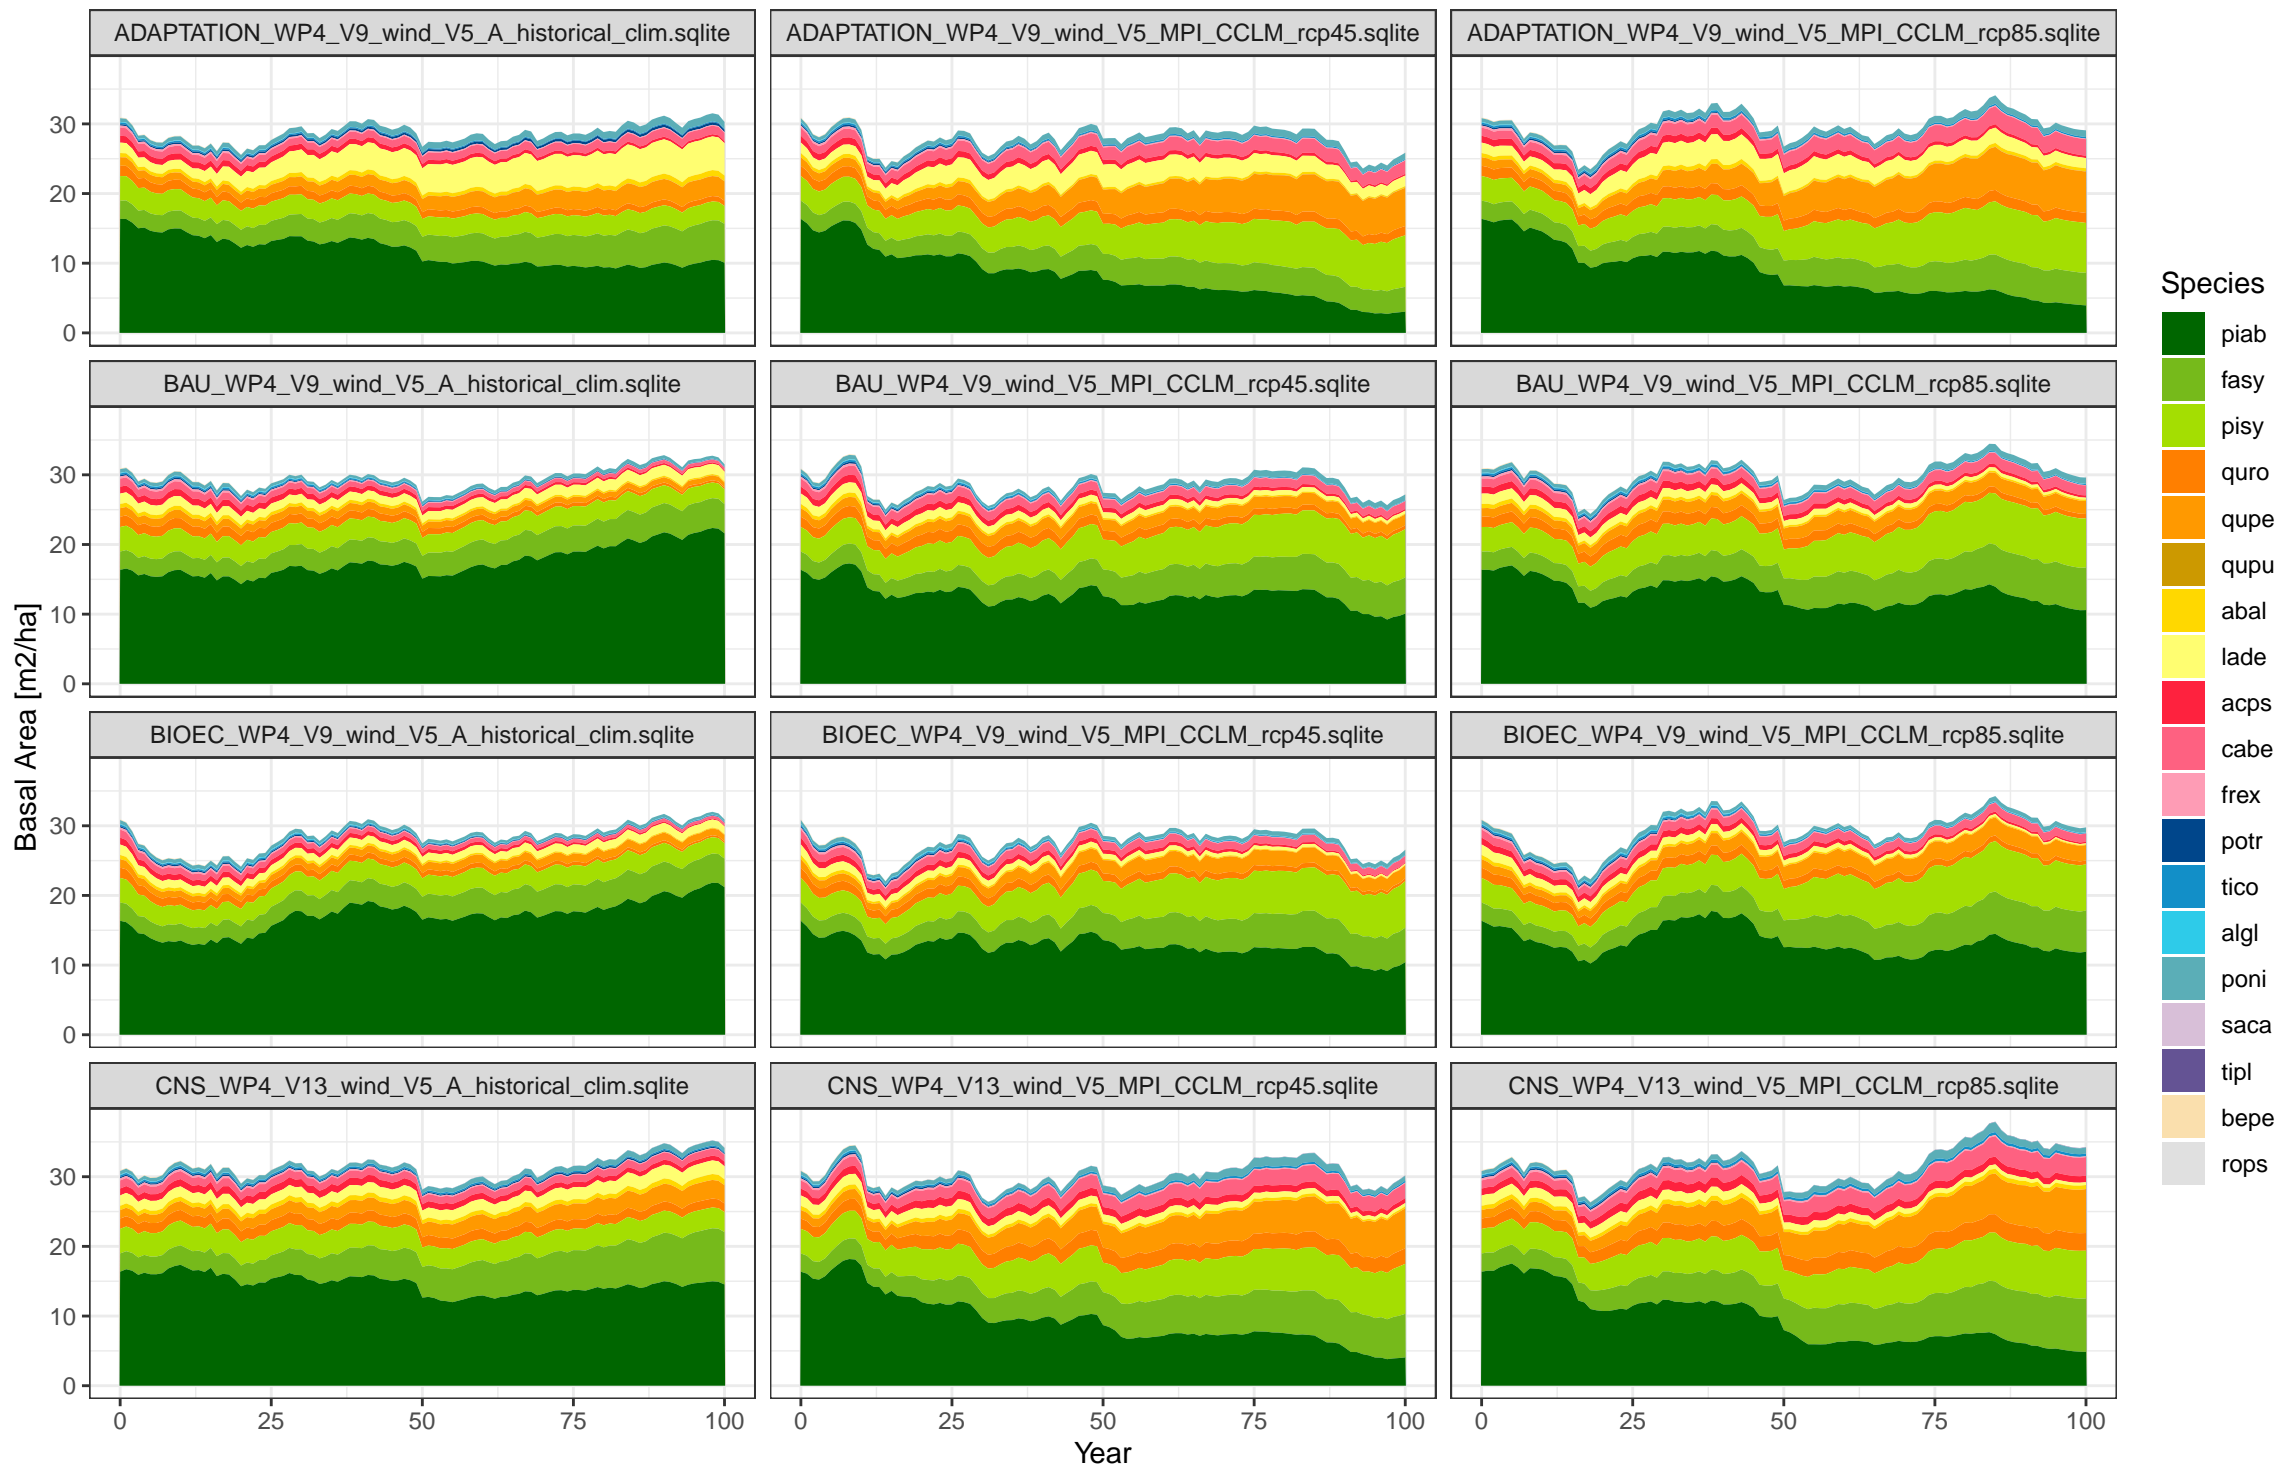 ADAPTATION_WP4_V9_wind_V5_A_historical_clim.sqlite
ADAPTATION_WP4_V9_wind_V5_MPI_CCLM_rcp45.sqlite
ADAPTATION_WP4_V9_wind_V5_MPI_CCLM_rcp85.sqlite
30
20
10
0
BAU_WP4_V9_wind_V5_A_historical_clim.sqlite
BAU_WP4_V9_wind_V5_MPI_CCLM_rcp45.sqlite
BAU_WP4_V9_wind_V5_MPI_CCLM_rcp85.sqlite
30
20
10
0
BIOEC_WP4_V9_wind_V5_A_historical_clim.sqlite
BIOEC_WP4_V9_wind_V5_MPI_CCLM_rcp45.sqlite
BIOEC_WP4_V9_wind_V5_MPI_CCLM_rcp85.sqlite
30
20
10
0
CNS_WP4_V13_wind_V5_A_historical_clim.sqlite
CNS_WP4_V13_wind_V5_MPI_CCLM_rcp45.sqlite
CNS_WP4_V13_wind_V5_MPI_CCLM_rcp85.sqlite
30
20
10
0
0 25 50 75 100
0 25 50 75 100
0 25 50 75 100
Year
Basal Area [m2/ha]
Species
piab
fasy
pisy
quro
qupe
qupu
abal
lade
acps
cabe
frex
potr
tico
algl
poni
saca
tipl
bepe
rops